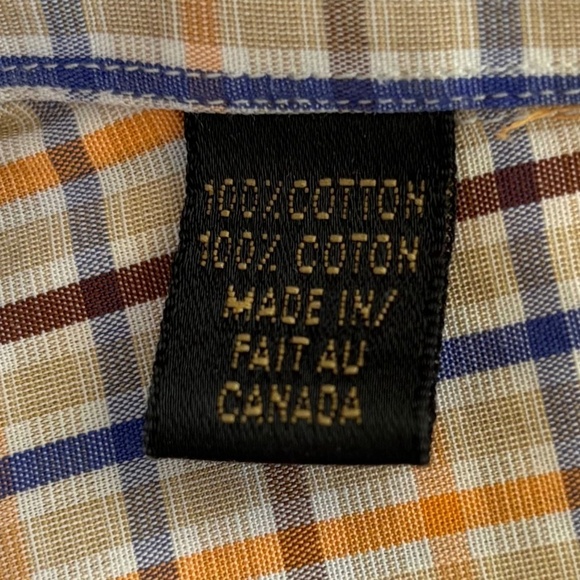 100%COTTON
100% COTON
MADE IN/
FAIT AU
CANADA